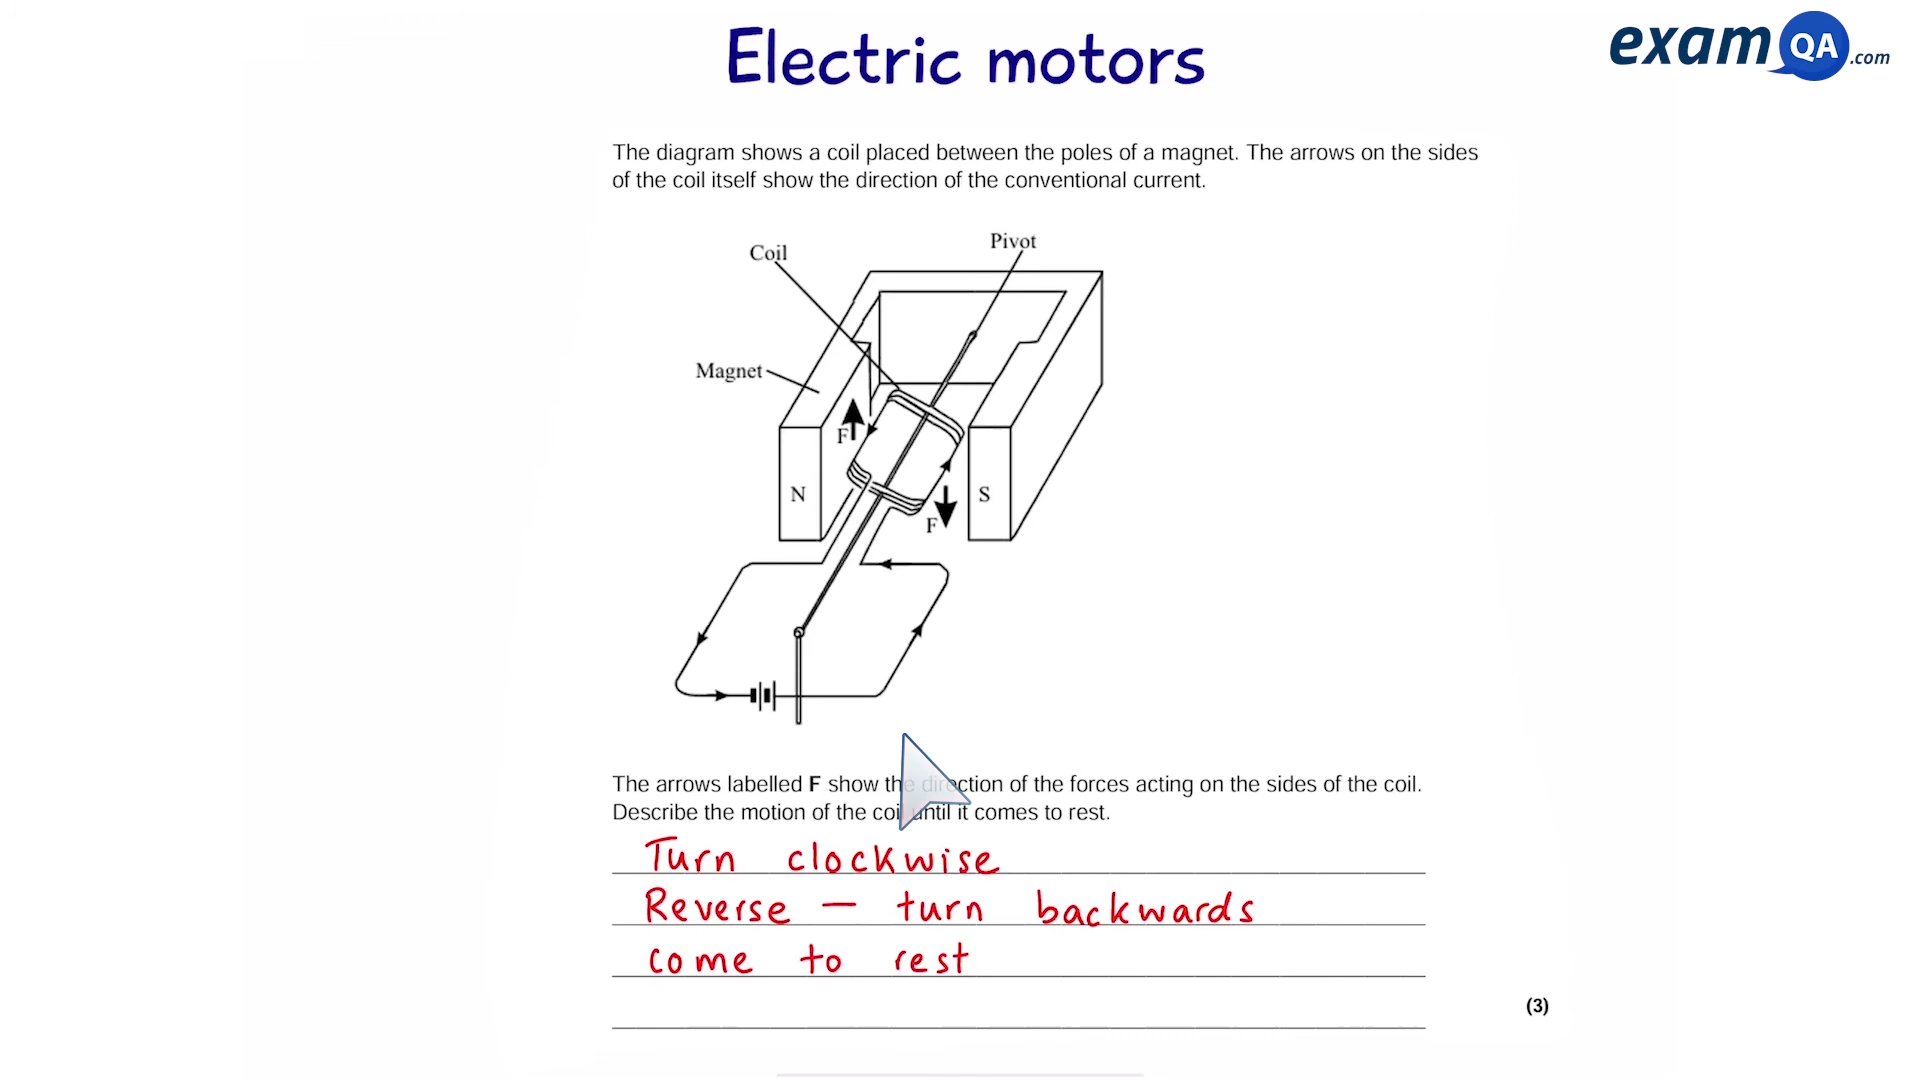 Electric motors
examQA.com
The diagram shows a coil placed between the poles of a magnet. The arrows on the sides
of the coil itself show the direction of the conventional current.
Pivot
Coil
Magnet
F
N
S
F
The arrows labelled F show the direction of the forces acting on the sides of the coil.
Describe the motion of the coil until it comes to rest.
Turn clockwise
Reverse — turn backwards
come to rest
(3)